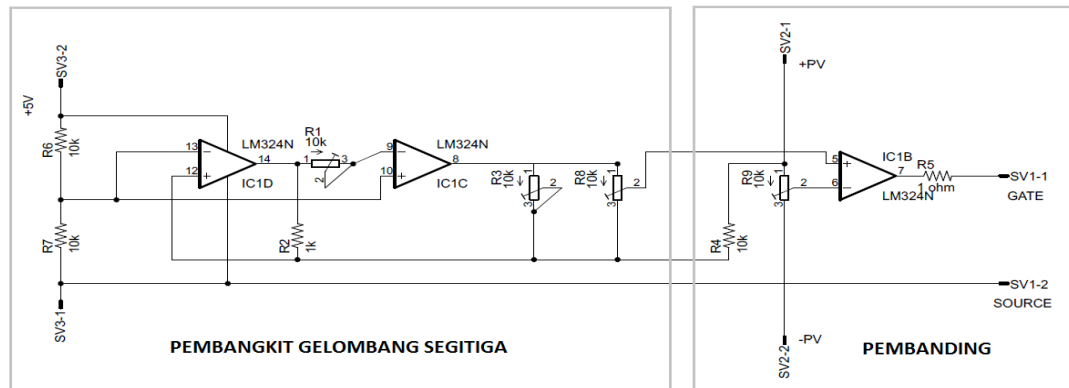 SV3-2
+5V
R6
10k
R7
10k
SV3-1
13
12
14
LM324N
IC1D
R1
10k
1
3
2
R2
1k
9
10
8
LM324N
IC1C
R3
10k
1
2
3
R8
10k
1
2
3
PEMBANGKIT GELOMBANG SEGITIGA
SV2-1
+PV
R4
10k
R9
10k
1
2
3
5
6
7
IC1B
LM324N
R5
1 ohm
SV1-1
GATE
SV1-2
SOURCE
-PV
SV2-2
PEMBANDING